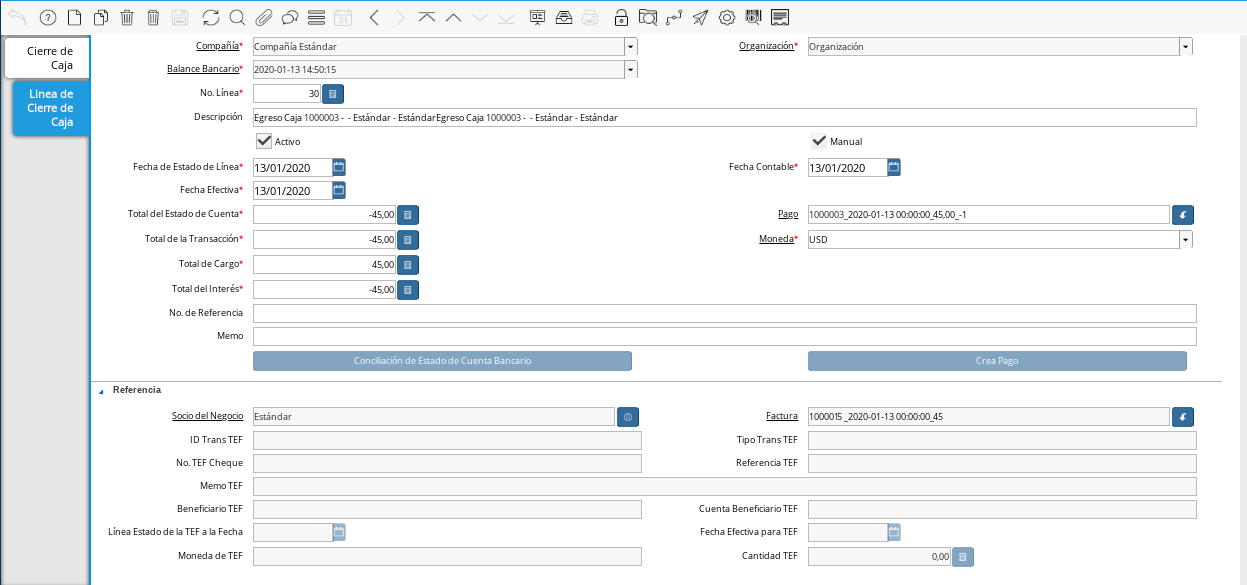 31
Cierre de
Caja
Linea de
Cierre de
Caja
Compañía* Compañía Estándar Organización* Organización
Balance Bancario* 2020-01-13 14:50:15
No. Línea* 30
Descripción Egreso Caja 1000003 -  - Estándar - EstándarEgreso Caja 1000003 -  - Estándar - Estándar
Activo Manual
Fecha de Estado de Línea* 13/01/2020 Fecha Contable* 13/01/2020
Fecha Efectiva* 13/01/2020
Total del Estado de Cuenta* -45,00 Pago 1000003_2020-01-13 00:00:00_45,00_-1
Total de la Transacción* -45,00 Moneda* USD
Total de Cargo* 45,00
Total del Interés* -45,00
No. de Referencia
Memo
Conciliación de Estado de Cuenta Bancario Crea Pago
Referencia
Socio del Negocio Estándar Factura 1000015 _2020-01-13 00:00:00_45
ID Trans TEF Tipo Trans TEF
No. TEF Cheque Referencia TEF
Memo TEF
Beneficiario TEF Cuenta Beneficiario TEF
Línea Estado de la TEF a la Fecha Fecha Efectiva para TEF
Moneda de TEF Cantidad TEF 0,00